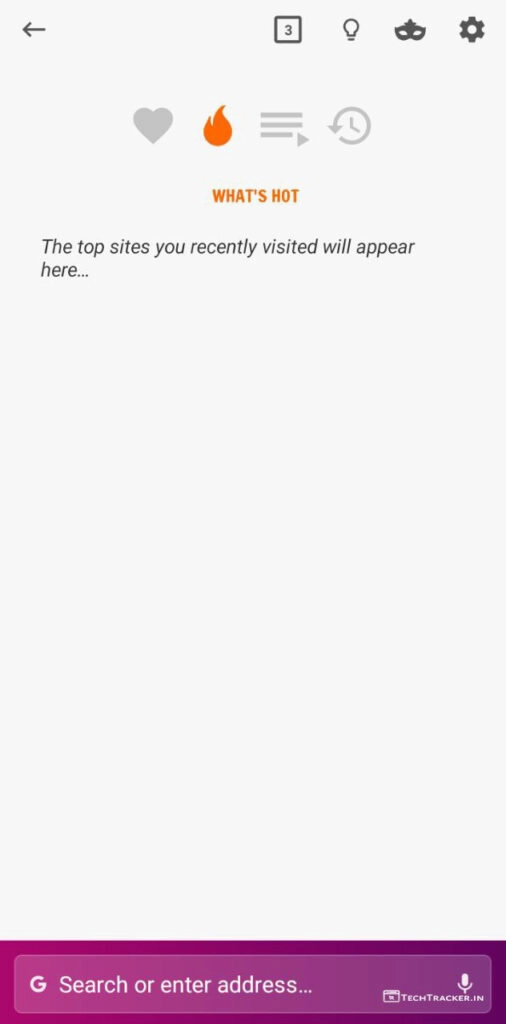 3
WHAT'S HOT
The top sites you recently visited will appear
here...
G Search or enter address...
TECHTRACKER.IN